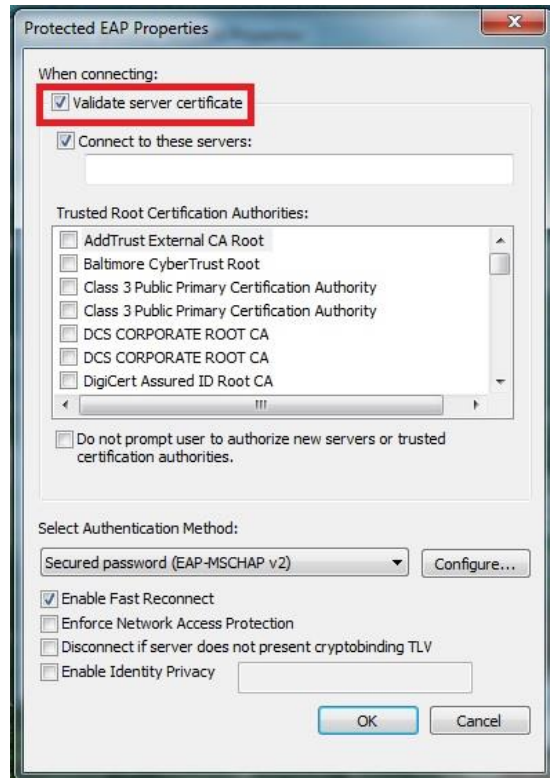 Protected EAP Properties
When connecting:
Validate server certificate
Connect to these servers:
Trusted Root Certification Authorities:
AddTrust External CA Root
Baltimore CyberTrust Root
Class 3 Public Primary Certification Authority
Class 3 Public Primary Certification Authority
DCS CORPORATE ROOT CA
DCS CORPORATE ROOT CA
DigiCert Assured ID Root CA
Do not prompt user to authorize new servers or trusted
certification authorities.
Select Authentication Method:
Secured password (EAP-MSCHAP v2) Configure...
Enable Fast Reconnect
Enforce Network Access Protection
Disconnect if server does not present cryptobinding TLV
Enable Identity Privacy
OK Cancel